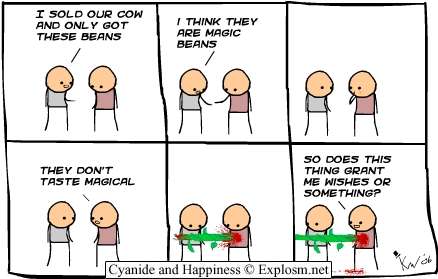 I SOLD OUR COW
AND ONLY GOT
THESE BEANS
I THINK THEY
ARE MAGIC
BEANS
THEY DON'T
TASTE MAGICAL
SO DOES THIS
THING GRANT
ME WISHES OR
SOMETHING?
Cyanide and Happiness © Explosm.net